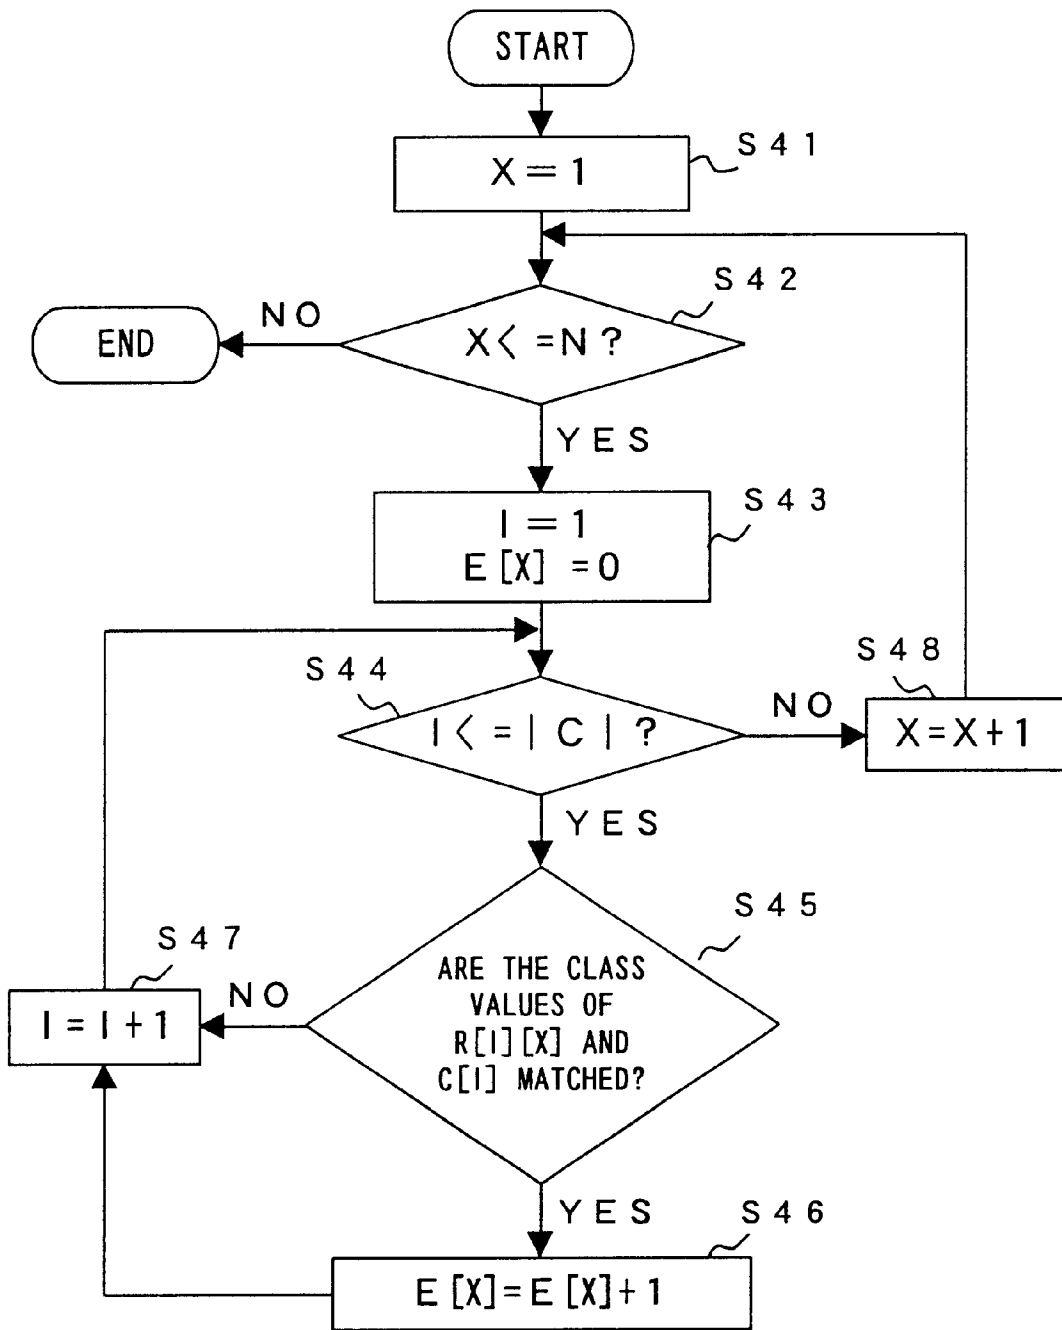 START
S41
X=1
S42
NO
END
X<=N?
YES
S43
I=1
E[X]=0
S44
S48
I<=|C|?
NO
X=X+1
YES
S45
S47
ARE THE CLASS
VALUES OF
R[I][X] AND
C[I] MATCHED?
NO
I=I+1
YES
S46
E[X]=E[X]+1